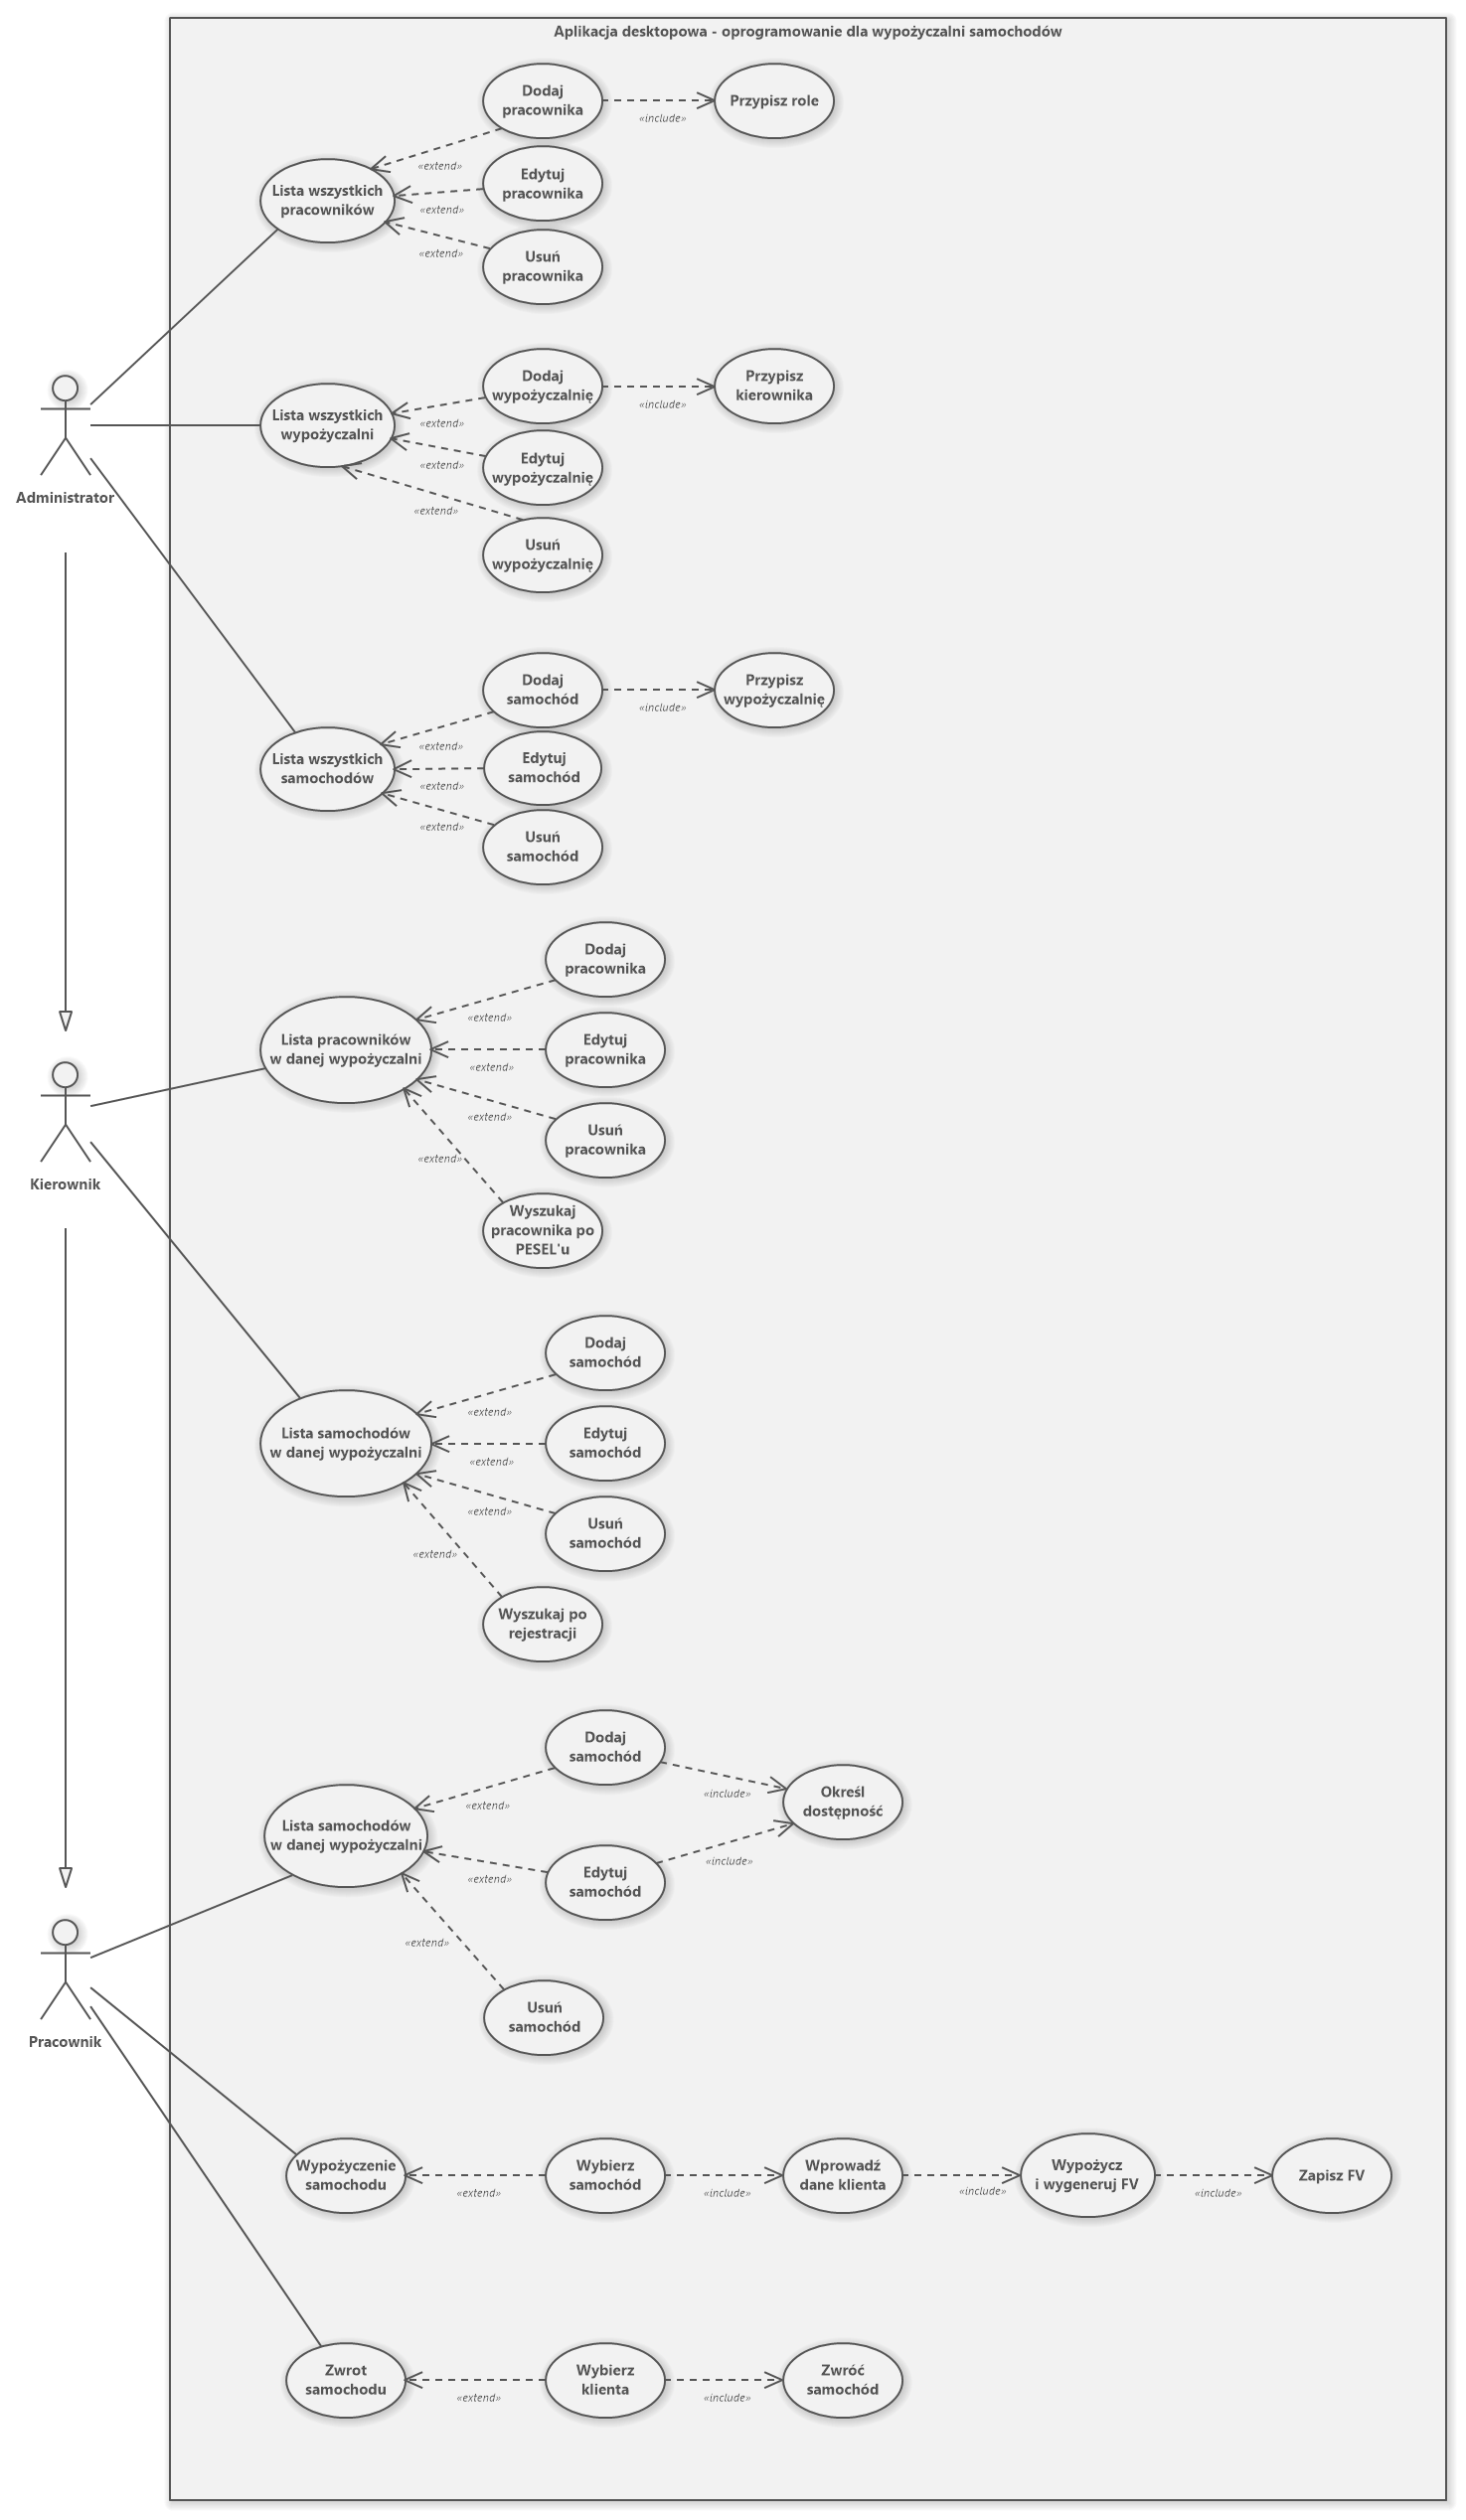 Aplikacja desktopowa - oprogramowanie dla wypożyczalni samochodów
Dodaj
pracownika
«include»
Przypisz role
«extend»
Lista wszystkich
pracowników
Edytuj
pracownika
«extend»
Usuń
pracownika
«extend»
Administrator
Lista wszystkich
wypożyczalni
Dodaj
wypożyczalnię
«include»
Przypisz
kierownika
«extend»
Edytuj
wypożyczalnię
«extend»
Usuń
wypożyczalnię
«extend»
Lista wszystkich
samochodów
Dodaj
samochód
«include»
Przypisz
wypożyczalnię
«extend»
Edytuj
samochód
«extend»
Usuń
samochód
«extend»
Kierownik
Lista pracowników
w danej wypożyczalni
Dodaj
pracownika
«extend»
Edytuj
pracownika
«extend»
Usuń
pracownika
«extend»
Wyszukaj
pracownika po
PESEL'u
«extend»
Lista samochodów
w danej wypożyczalni
Dodaj
samochód
«extend»
Edytuj
samochód
«extend»
Usuń
samochód
«extend»
Wyszukaj po
rejestracji
«extend»
Pracownik
Lista samochodów
w danej wypożyczalni
Dodaj
samochód
«extend»
«include»
Określ
dostępność
Edytuj
samochód
«extend»
«include»
Usuń
samochód
«extend»
Wypożyczenie
samochodu
«extend»
Wybierz
samochód
«include»
Wprowadź
dane klienta
«include»
Wypożycz
i wygeneruj FV
«include»
Zapisz FV
Zwrot
samochodu
«extend»
Wybierz
klienta
«include»
Zwróć
samochód